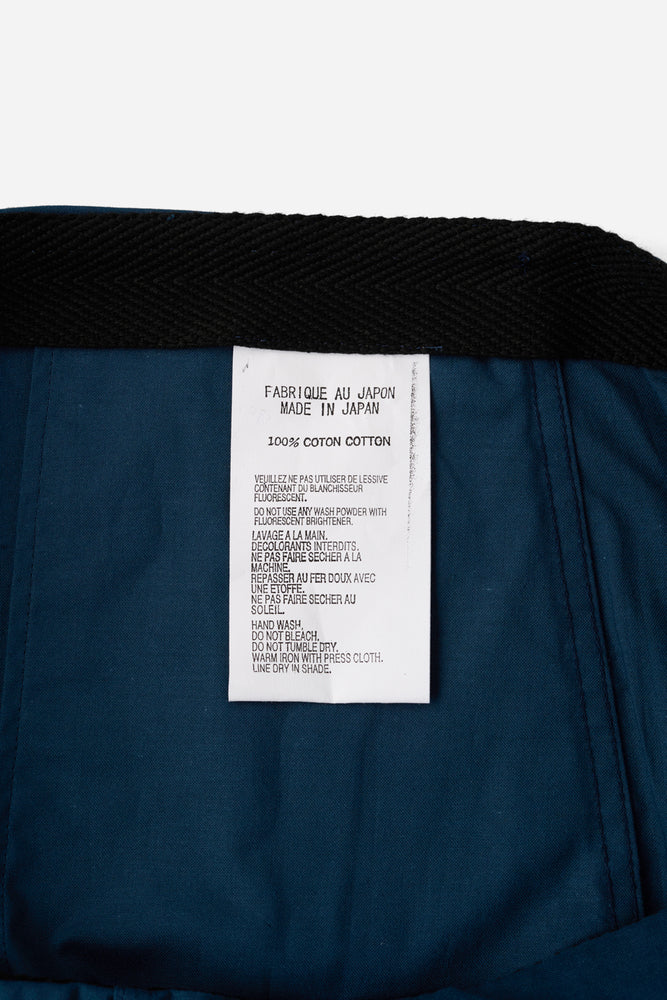 FABRIQUE AU JAPON
MADE IN JAPAN
100% COTON COTTON
VEUILLEZ NE PAS UTILISER DE LESSIVE
CONTENANT DU BLANCHISSEUR
FLUORESCENT.
DO NOT USE ANY WASH POWDER WITH
FLUORESCENT BRIGHTENER.
LAVAGE A LA MAIN.
DECOLORANTS INTERDITS.
NE PAS FAIRE SECHER A LA
MACHINE.
REPASSER AU FER DOUX AVEC
UNE ETOFFE.
NE PAS FAIRE SECHER AU
SOLEIL.
HAND WASH.
DO NOT BLEACH.
DO NOT TUMBLE DRY.
WARM IRON WITH PRESS CLOTH.
LINE DRY IN SHADE.